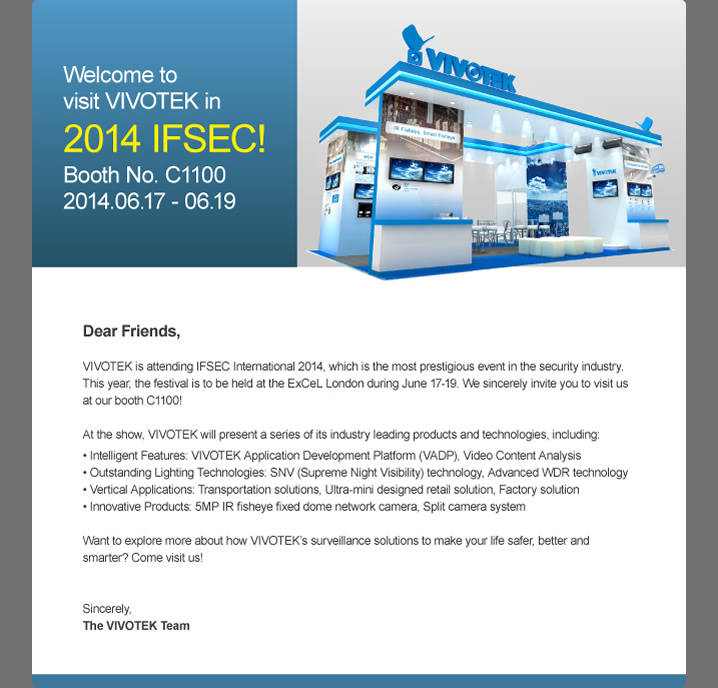 Welcome to
visit VIVOTEK in
2014 IFSEC!
Booth No. C1100
2014.06.17 - 06.19
VIVOTEK
IR Fisheye, Smart Fisheye
VIVOTEK
Dear Friends,
VIVOTEK is attending IFSEC International 2014, which is the most prestigious event in the security industry.
This year, the festival is to be held at the ExCeL London during June 17-19. We sincerely invite you to visit us
at our booth C1100!
At the show, VIVOTEK will present a series of its industry leading products and technologies, including:
• Intelligent Features: VIVOTEK Application Development Platform (VADP), Video Content Analysis
• Outstanding Lighting Technologies: SNV (Supreme Night Visibility) technology, Advanced WDR technology
• Vertical Applications: Transportation solutions, Ultra-mini designed retail solution, Factory solution
• Innovative Products: 5MP IR fisheye fixed dome network camera, Split camera system
Want to explore more about how VIVOTEK's surveillance solutions to make your life safer, better and
smarter? Come visit us!
Sincerely,
The VIVOTEK Team